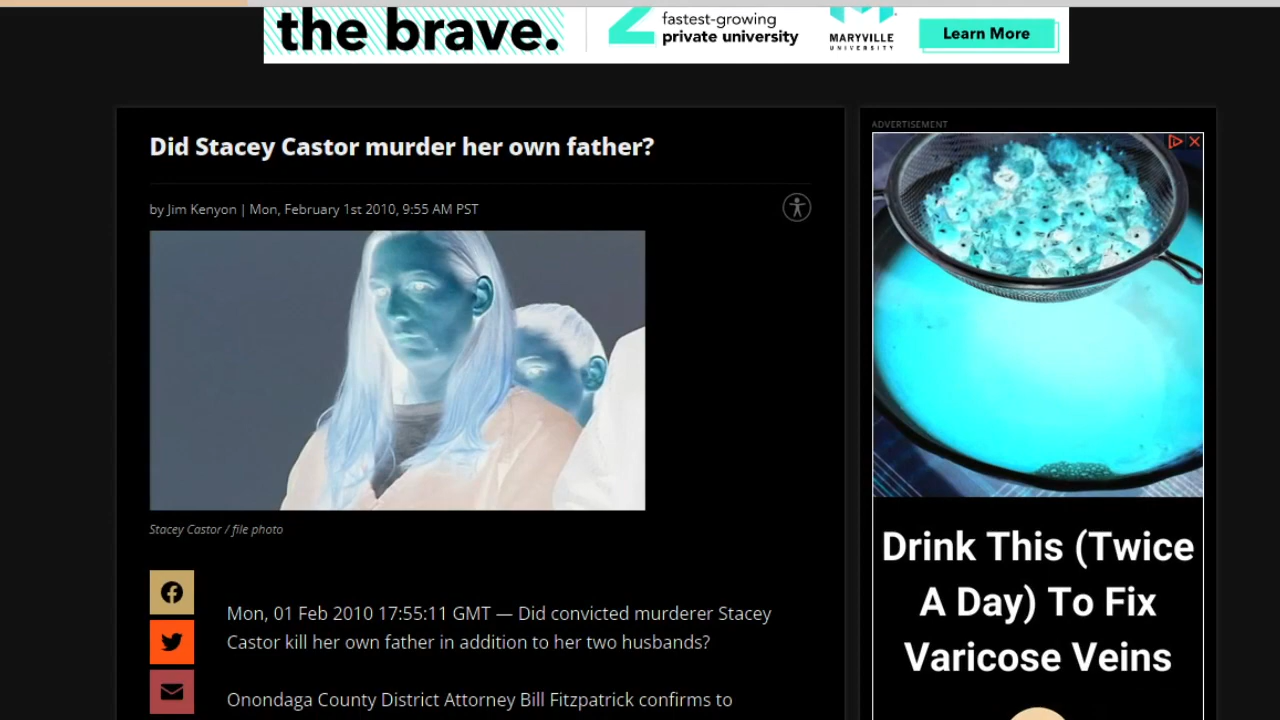 the brave.
2
fastest-growing
private university
MARYVILLE
UNIVERSITY
Learn More
Did Stacey Castor murder her own father?
by Jim Kenyon | Mon, February 1st 2010, 9:55 AM PST
Stacey Castor / file photo
Mon, 01 Feb 2010 17:55:11 GMT — Did convicted murderer Stacey
Castor kill her own father in addition to her two husbands?
Onondaga County District Attorney Bill Fitzpatrick confirms to
ADVERTISEMENT
Drink This (Twice
A Day) To Fix
Varicose Veins